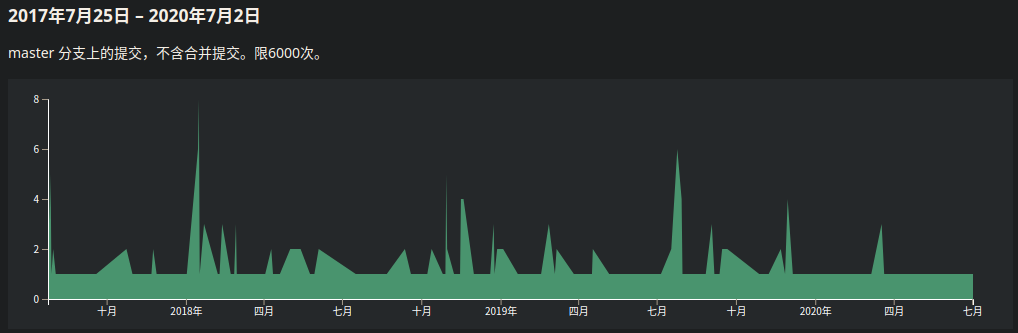 2017年7月25日 – 2020年7月2日
master 分支上的提交，不含合并提交。限6000次。
8
6
4
2
0
十月 2018年 四月 七月 十月 2019年 四月 七月 十月 2020年 四月 七月